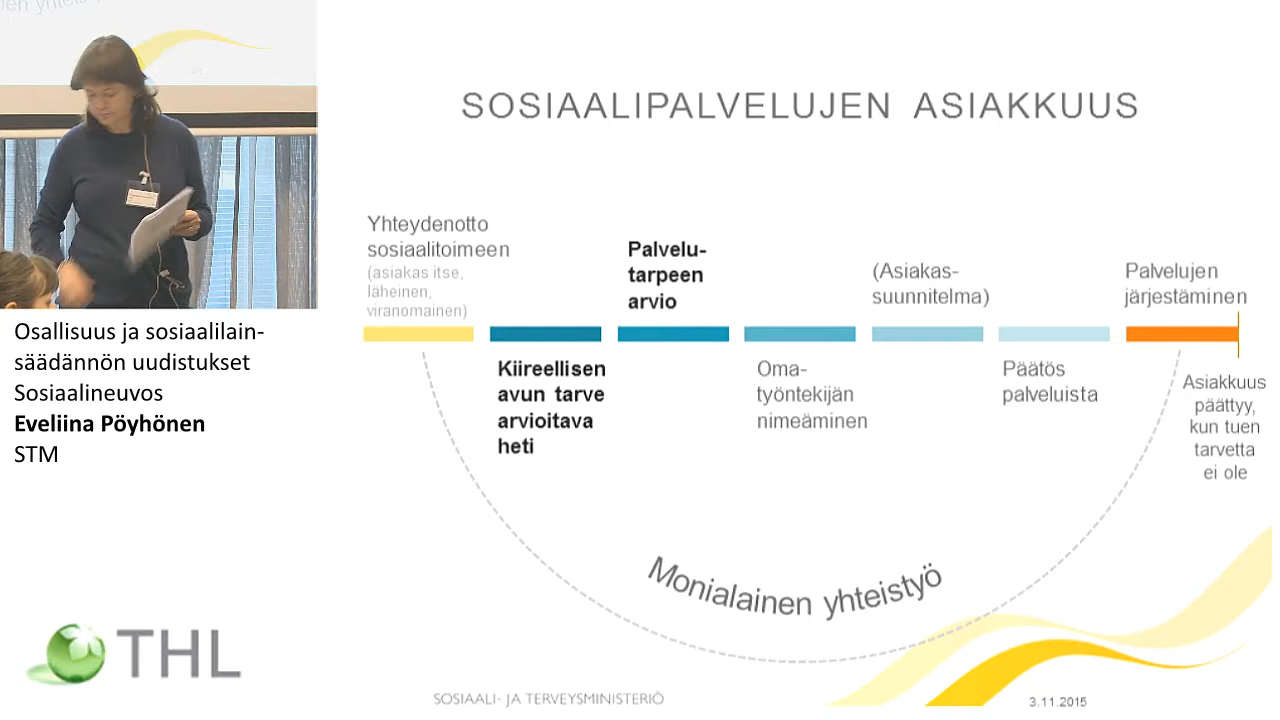 SOSIAALIPALVELUJEN ASIAKKUUS
Yhteydenotto
sosiaalitoimeen
(asiakas itse,
läheinen,
viranomainen)
Kiireellisen
avun tarve
arvioitava
heti
Palvelu-
tarpeen
arvio
Oma-
työntekijän
nimeäminen
(Asiakas-
suunnitelma)
Päätös
palveluista
Palvelujen
järjestäminen
Asiakkuus
päättyy,
kun tuen
tarvetta
ei ole
Monialainen yhteistyö
Osallisuus ja sosiaalilain-
säädännön uudistukset
Sosiaalineuvos
Eveliina Pöyhönen
STM
THL
SOSIAALI- JA TERVEYSMINISTERIÖ
3.11.2015